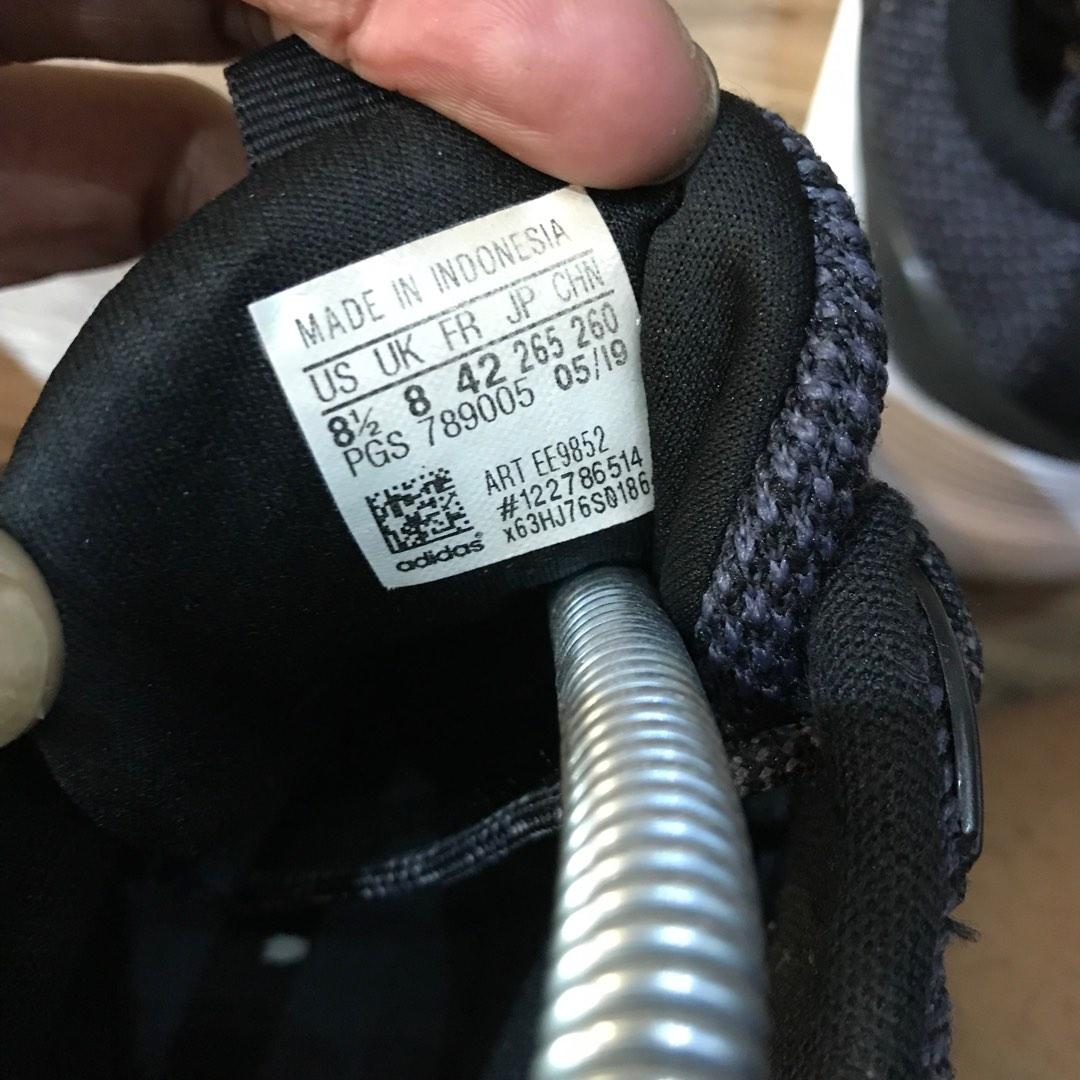 MADE IN INDONESIA
US UK FR JP CHN
8½ 8 42 265 260
PGS 789005 05/19
ART EE9852
#122786514
x63HJ76S0186
adidas®